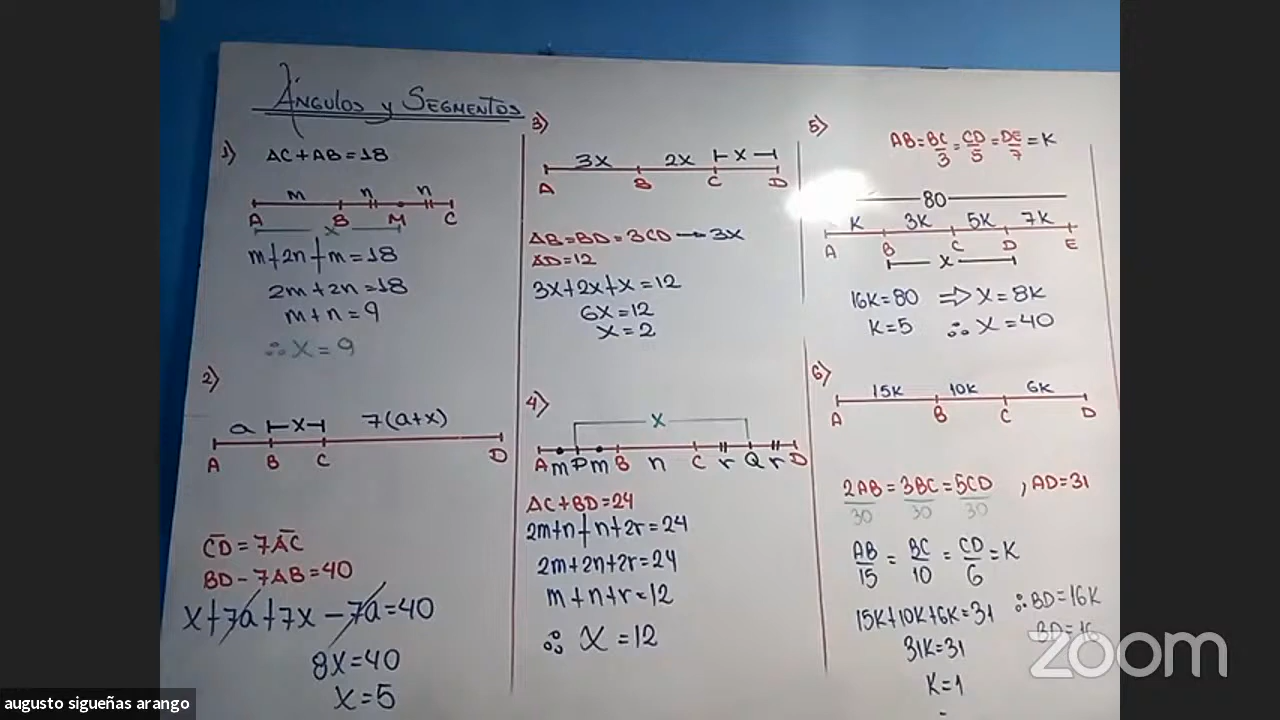 Ángulos y Segmentos
1) AC+AB=18
m n n
A B M C
x
m+2n+m=18
2m+2n=18
m+n=9
∴ x=9
2)
a x 7(a+x)
A B C D
CD=7AC
BD-7AB=40
x+7a+7x-7a=40
8x=40
x=5
3)
3x 2x x
A B C D
AB=BD=3CD→3x
AD=12
3x+2x+x=12
6x=12
x=2
4)
x
A m P m B n C r Q r D
AC+BD=24
2m+n+n+2r=24
2m+2n+2r=24
m+n+r=12
∴ x=12
5)
AB=BC/3=CD/5=DE/7=K
80
K 3K 5K 7K
A B C D E
x
16K=80 ⇒ x=8K
K=5 ∴ x=40
6)
15K 10K 6K
A B C D
2AB/30=3BC/30=5CD/30 , AD=31
AB/15=BC/10=CD/6=K
15K+10K+6K=31
31K=31
K=1
∴ BD=16K
BD=16
zoom
augusto sigueñas arango